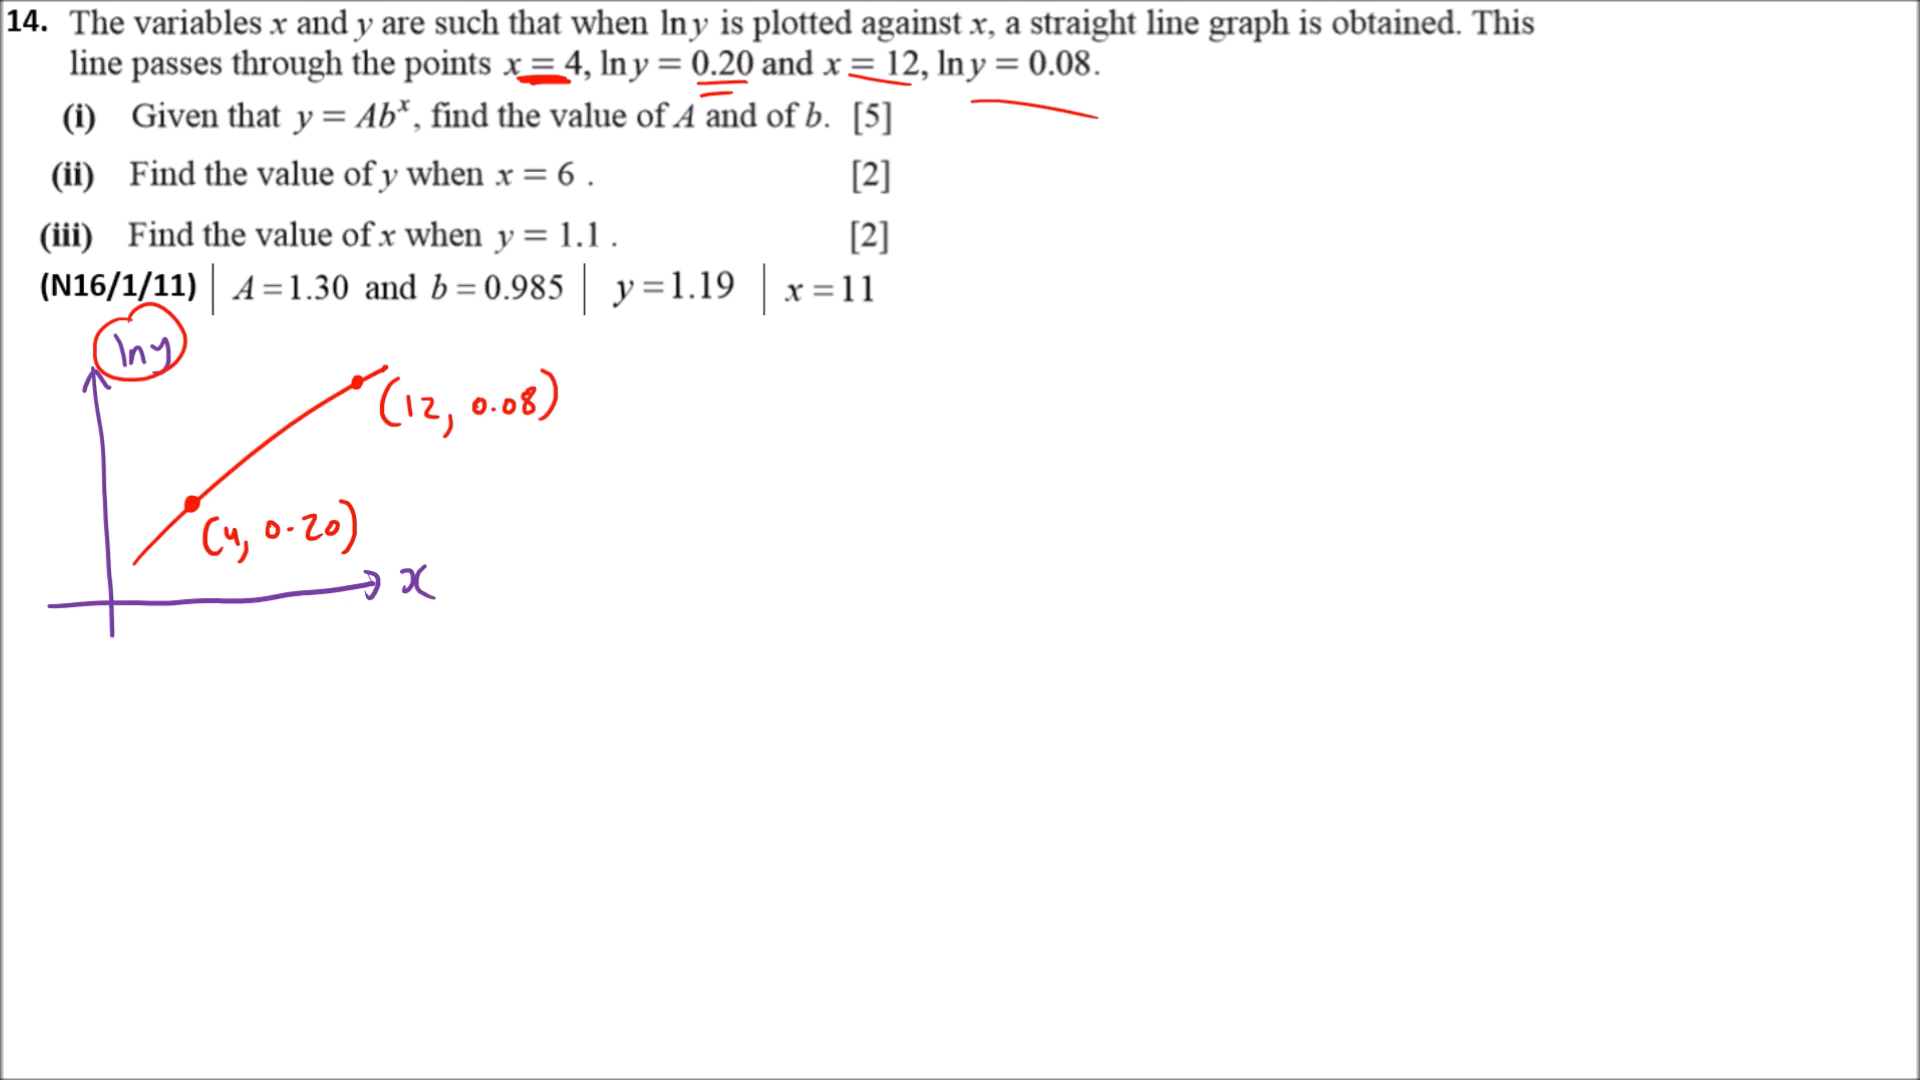 14. The variables x and y are such that when ln y is plotted against x, a straight line graph is obtained. This
line passes through the points x = 4, ln y = 0.20 and x = 12, ln y = 0.08.
(i) Given that y = Abˣ, find the value of A and of b. [5]
(ii) Find the value of y when x = 6 . [2]
(iii) Find the value of x when y = 1.1 . [2]
(N16/1/11) | A = 1.30 and b = 0.985 | y = 1.19 | x = 11
ln y
(12, 0.08)
(4, 0.20)
x